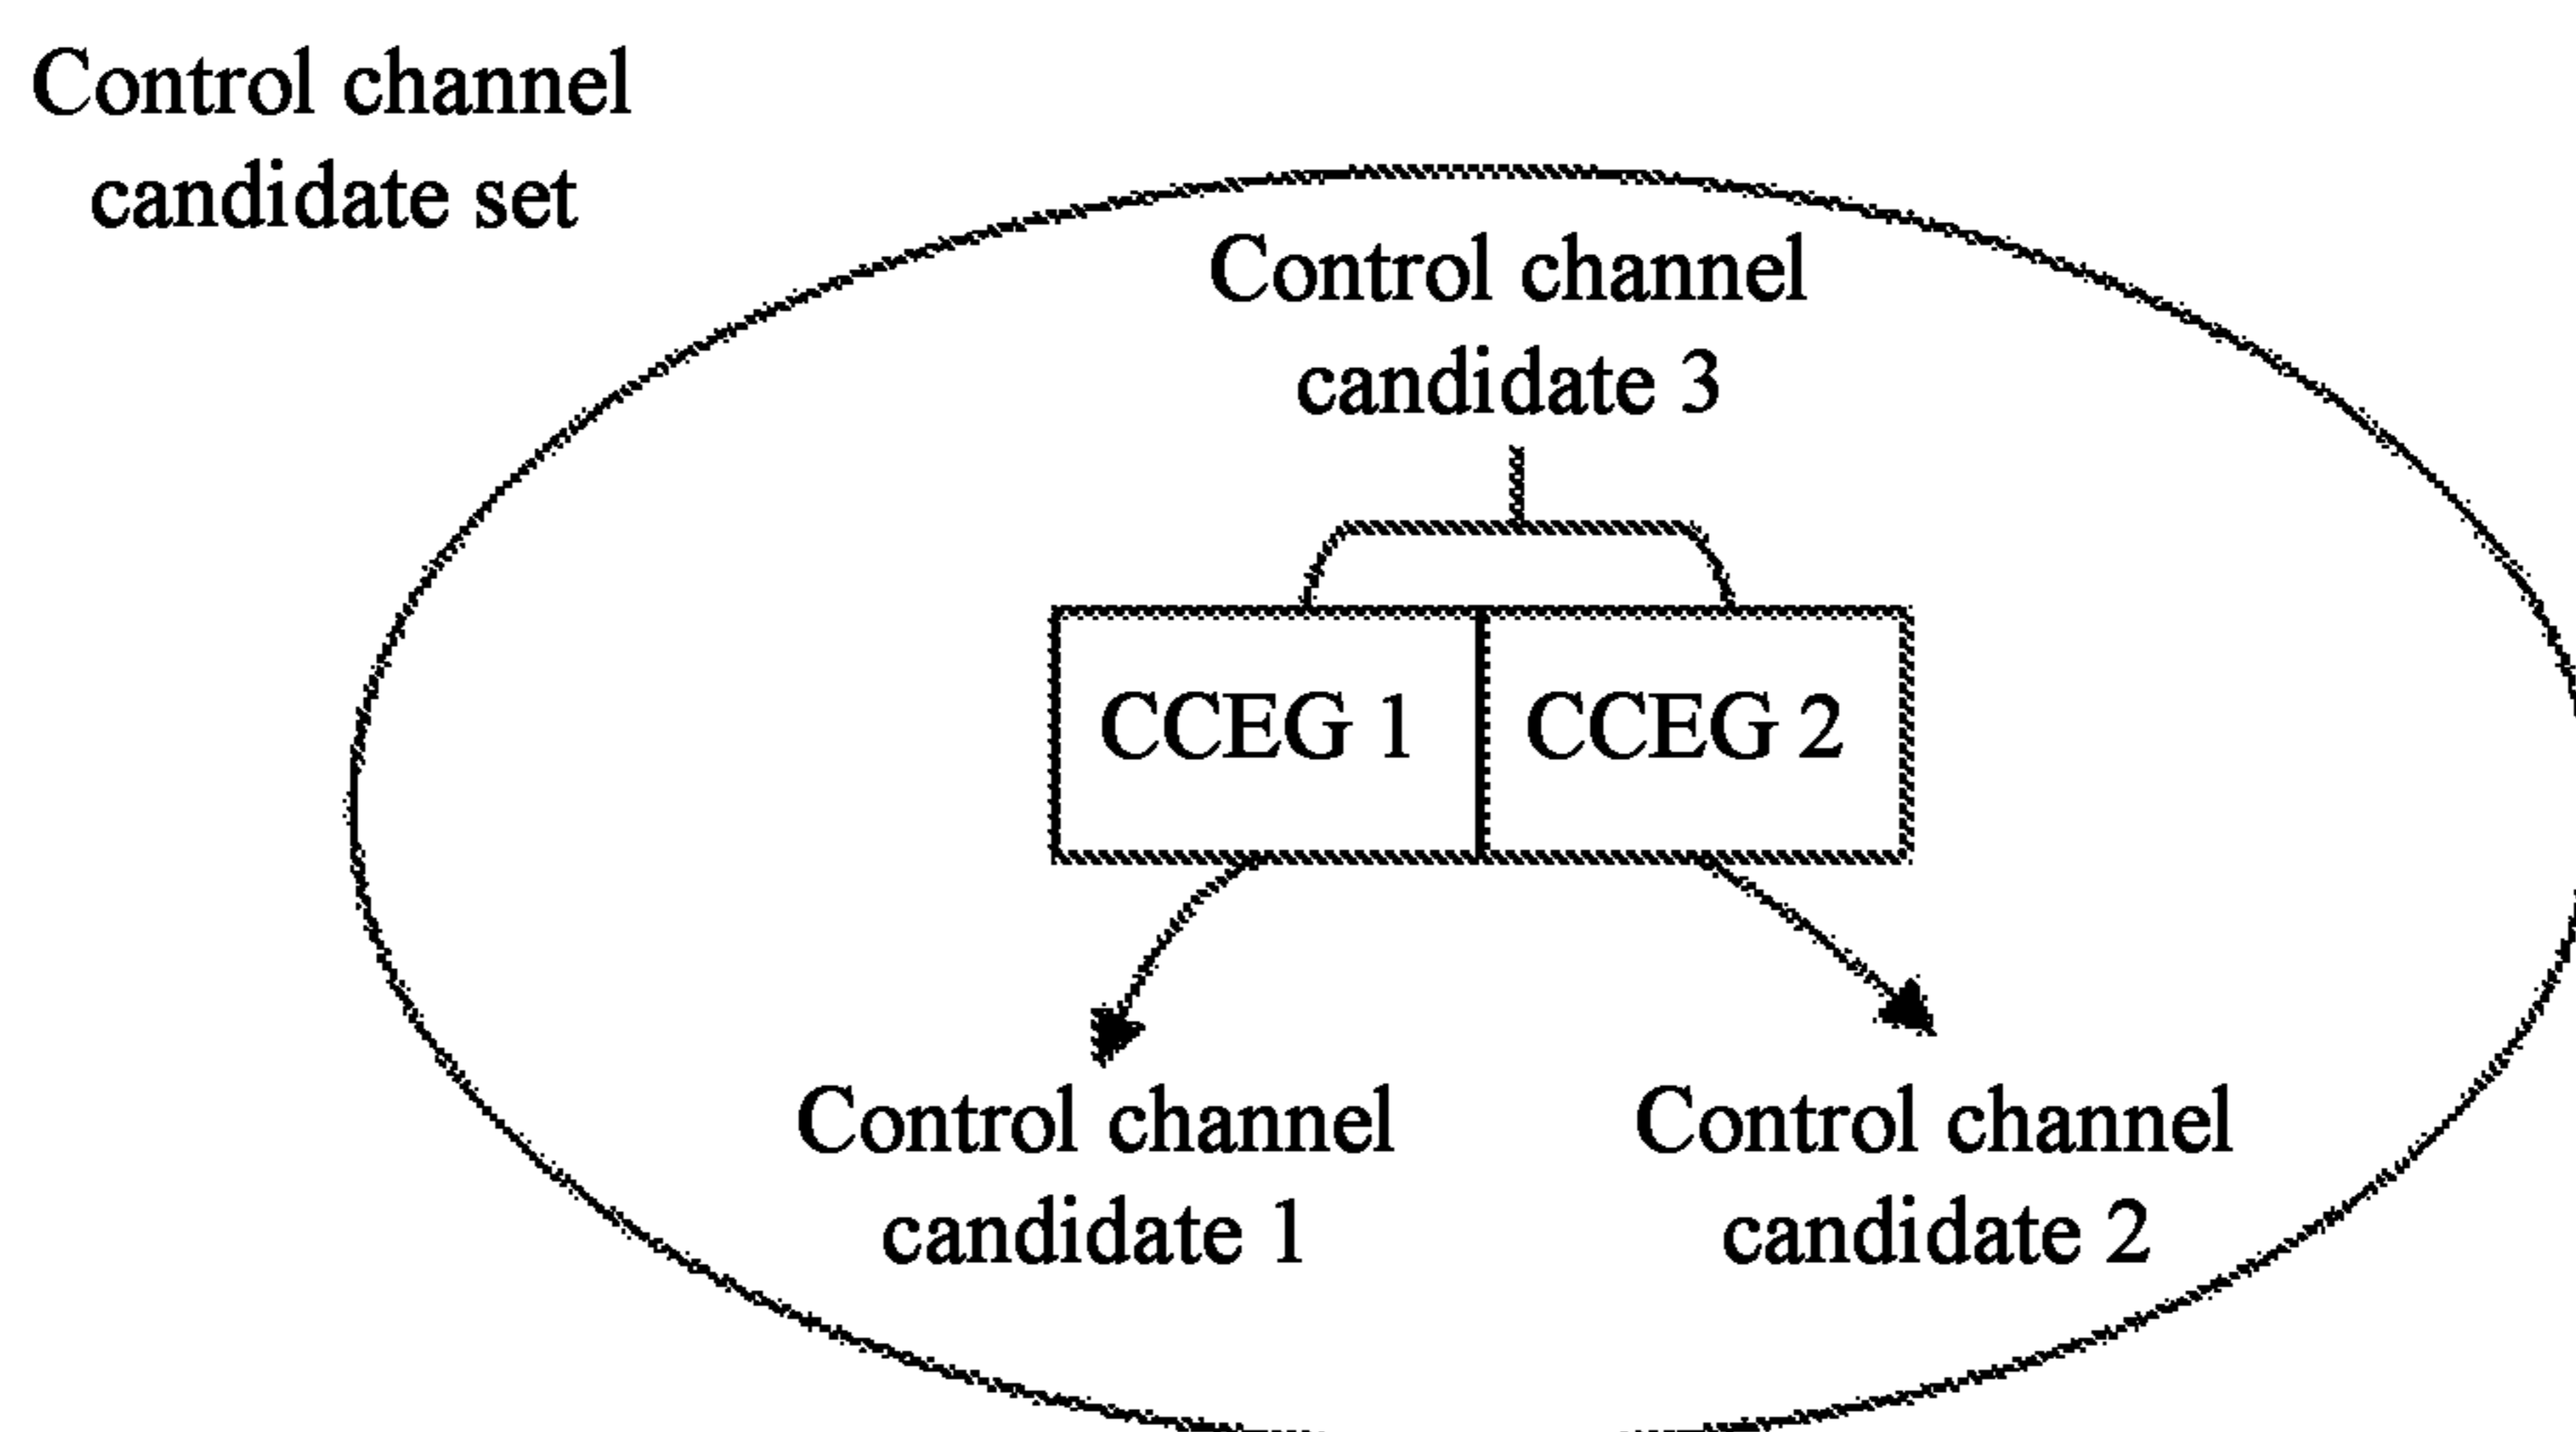 Control channel
candidate set
Control channel
candidate 3
CCEG 1
CCEG 2
Control channel
candidate 1
Control channel
candidate 2